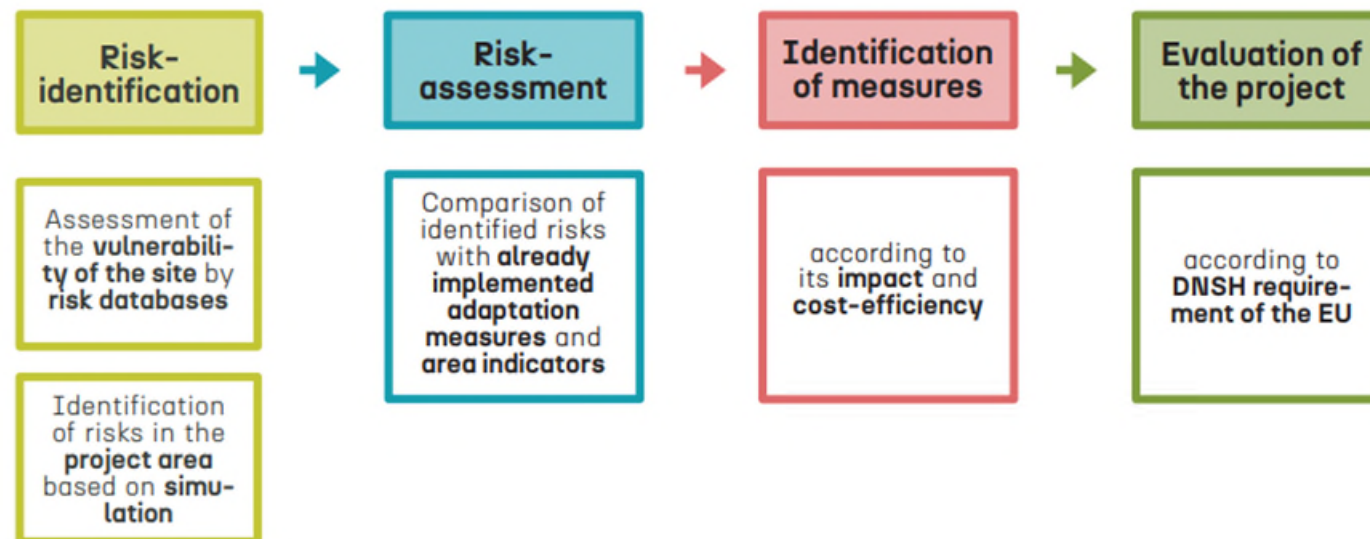 Risk-
identification
Risk-
assessment
Identification
of measures
Evaluation of
the project
Assessment of
the vulnerabili-
ty of the site by
risk databases
Comparison of
identified risks
with already
implemented
adaptation
measures and
area indicators
according to
its impact and
cost-efficiency
according to
DNSH require-
ment of the EU
Identification
of risks in the
project area
based on simu-
lation